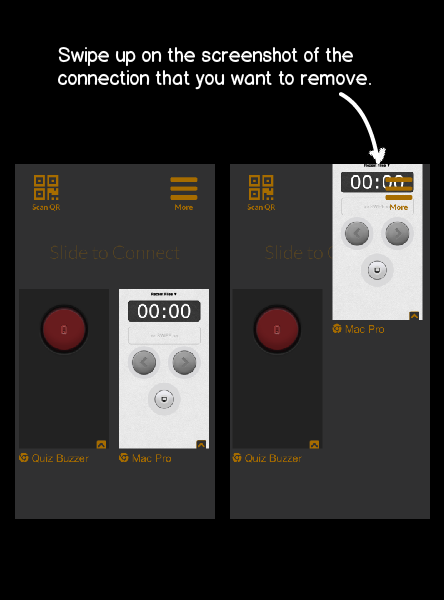 Swipe up on the screenshot of the
connection that you want to remove.
Scan QR
More
Slide to Connect
00:00
Quiz Buzzer
Mac Pro
Scan QR
More
Slide to
00:00
Mac Pro
Quiz Buzzer